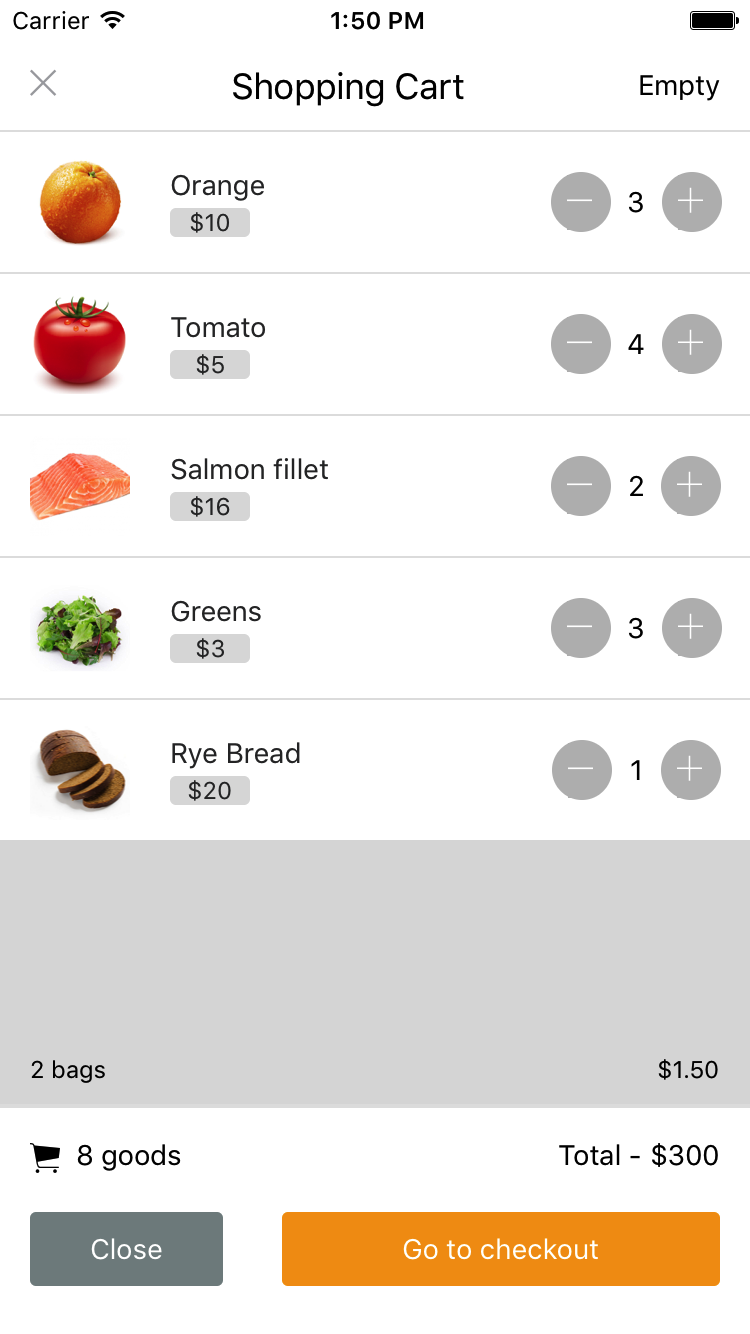 Carrier 1:50 PM
Shopping Cart Empty
Orange
$10
3
Tomato
$5
4
Salmon fillet
$16
2
Greens
$3
3
Rye Bread
$20
1
2 bags $1.50
8 goods Total - $300
Close Go to checkout